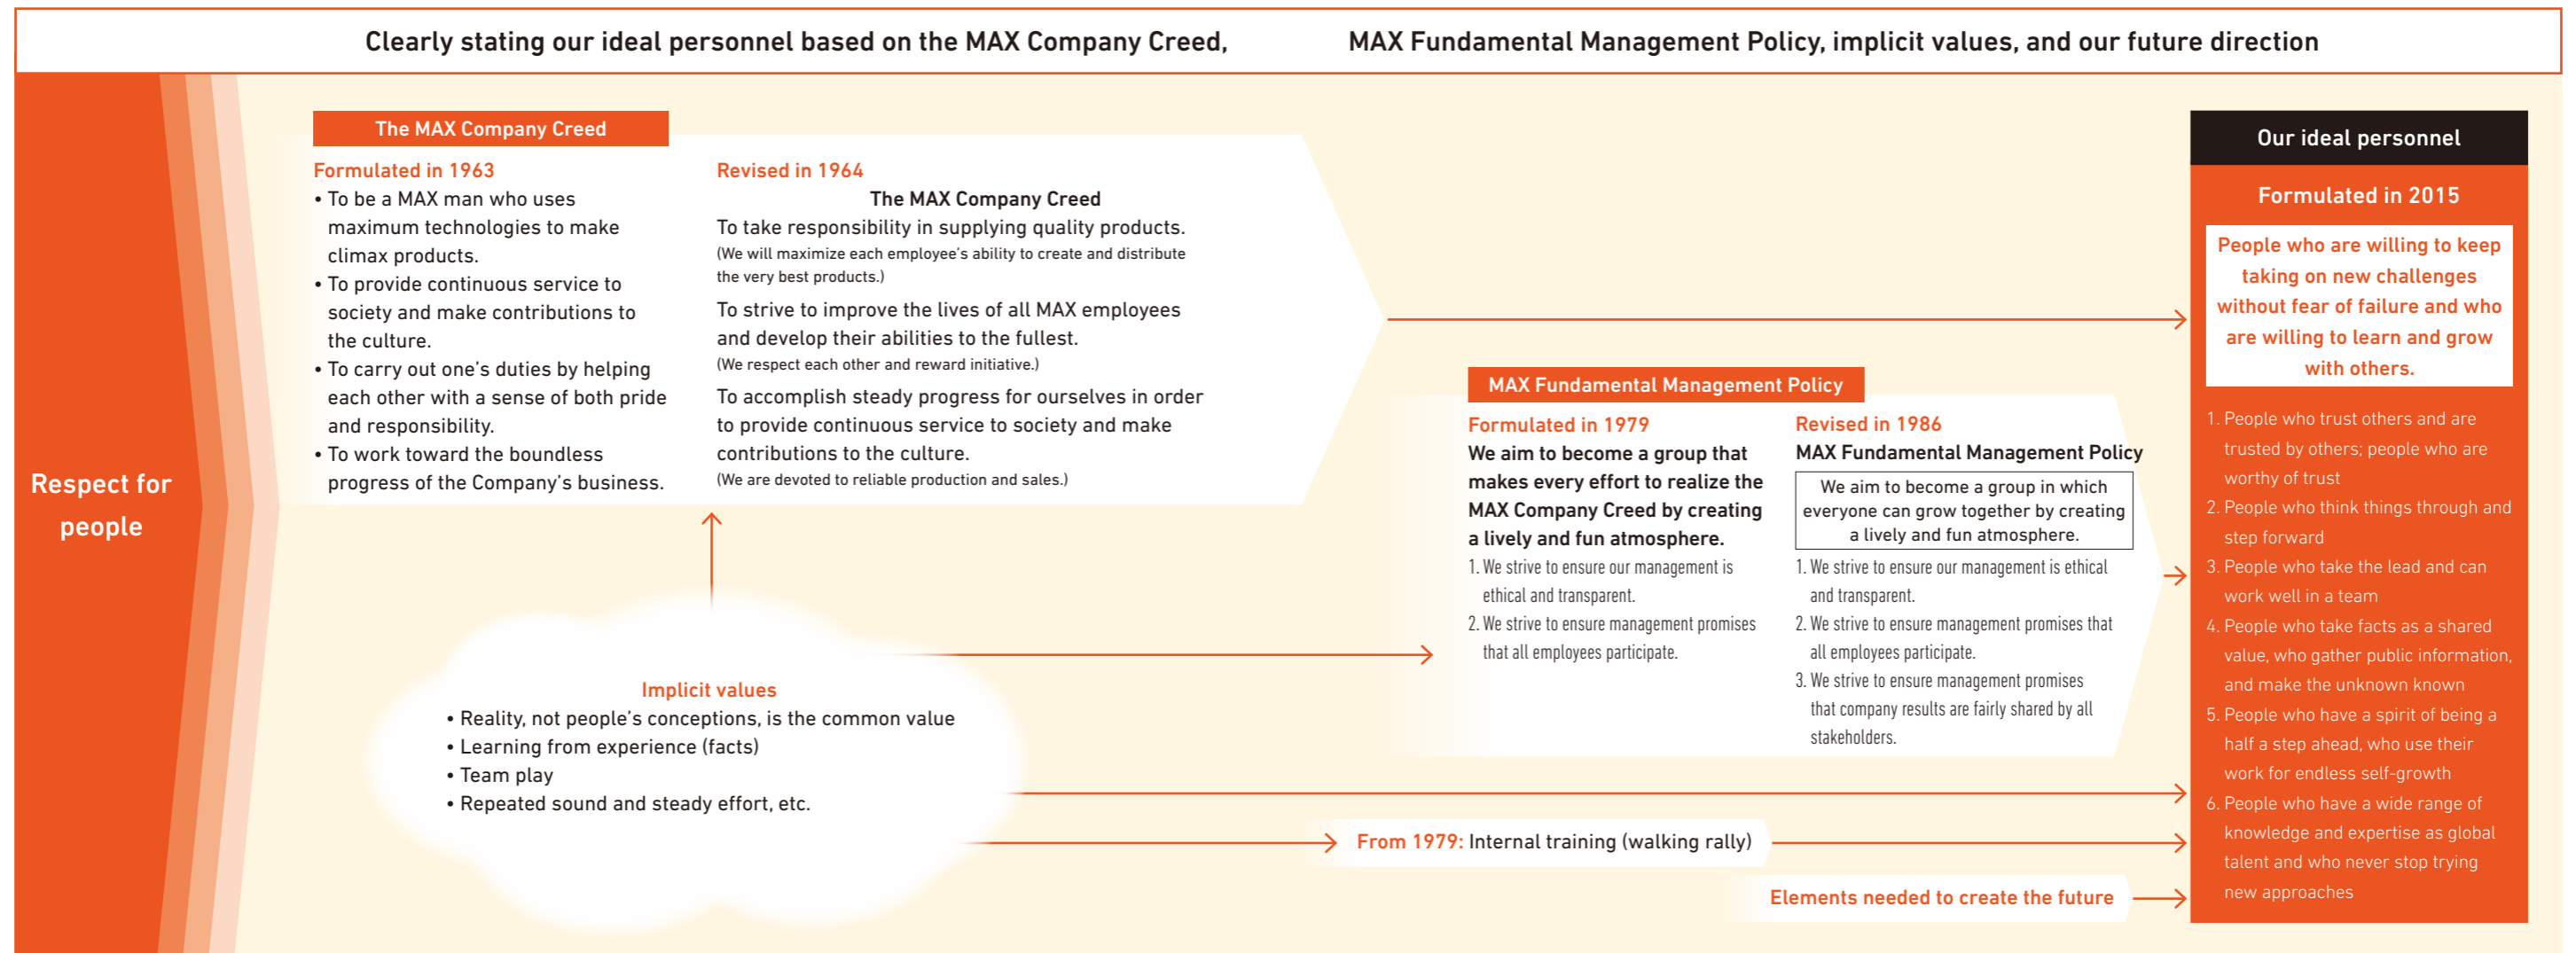 Clearly stating our ideal personnel based on the MAX Company Creed, MAX Fundamental Management Policy, implicit values, and our future direction
Respect for
people
The MAX Company Creed
Formulated in 1963
• To be a MAX man who uses
maximum technologies to make
climax products.
• To provide continuous service to
society and make contributions to
the culture.
• To carry out one's duties by helping
each other with a sense of both pride
and responsibility.
• To work toward the boundless
progress of the Company's business.
Revised in 1964
The MAX Company Creed
To take responsibility in supplying quality products.
(We will maximize each employee's ability to create and distribute
the very best products.)
To strive to improve the lives of all MAX employees
and develop their abilities to the fullest.
(We respect each other and reward initiative.)
To accomplish steady progress for ourselves in order
to provide continuous service to society and make
contributions to the culture.
(We are devoted to reliable production and sales.)
Implicit values
• Reality, not people's conceptions, is the common value
• Learning from experience (facts)
• Team play
• Repeated sound and steady effort, etc.
MAX Fundamental Management Policy
Formulated in 1979
We aim to become a group that
makes every effort to realize the
MAX Company Creed by creating
a lively and fun atmosphere.
1. We strive to ensure our management is
ethical and transparent.
2. We strive to ensure management promises
that all employees participate.
Revised in 1986
MAX Fundamental Management Policy
We aim to become a group in which
everyone can grow together by creating
a lively and fun atmosphere.
1. We strive to ensure our management is ethical
and transparent.
2. We strive to ensure management promises that
all employees participate.
3. We strive to ensure management promises
that company results are fairly shared by all
stakeholders.
From 1979: Internal training (walking rally)
Elements needed to create the future
Our ideal personnel
Formulated in 2015
People who are willing to keep
taking on new challenges
without fear of failure and who
are willing to learn and grow
with others.
1. People who trust others and are
trusted by others; people who are
worthy of trust
2. People who think things through and
step forward
3. People who take the lead and can
work well in a team
4. People who take facts as a shared
value, who gather public information,
and make the unknown known
5. People who have a spirit of being a
half a step ahead, who use their
work for endless self-growth
6. People who have a wide range of
knowledge and expertise as global
talent and who never stop trying
new approaches